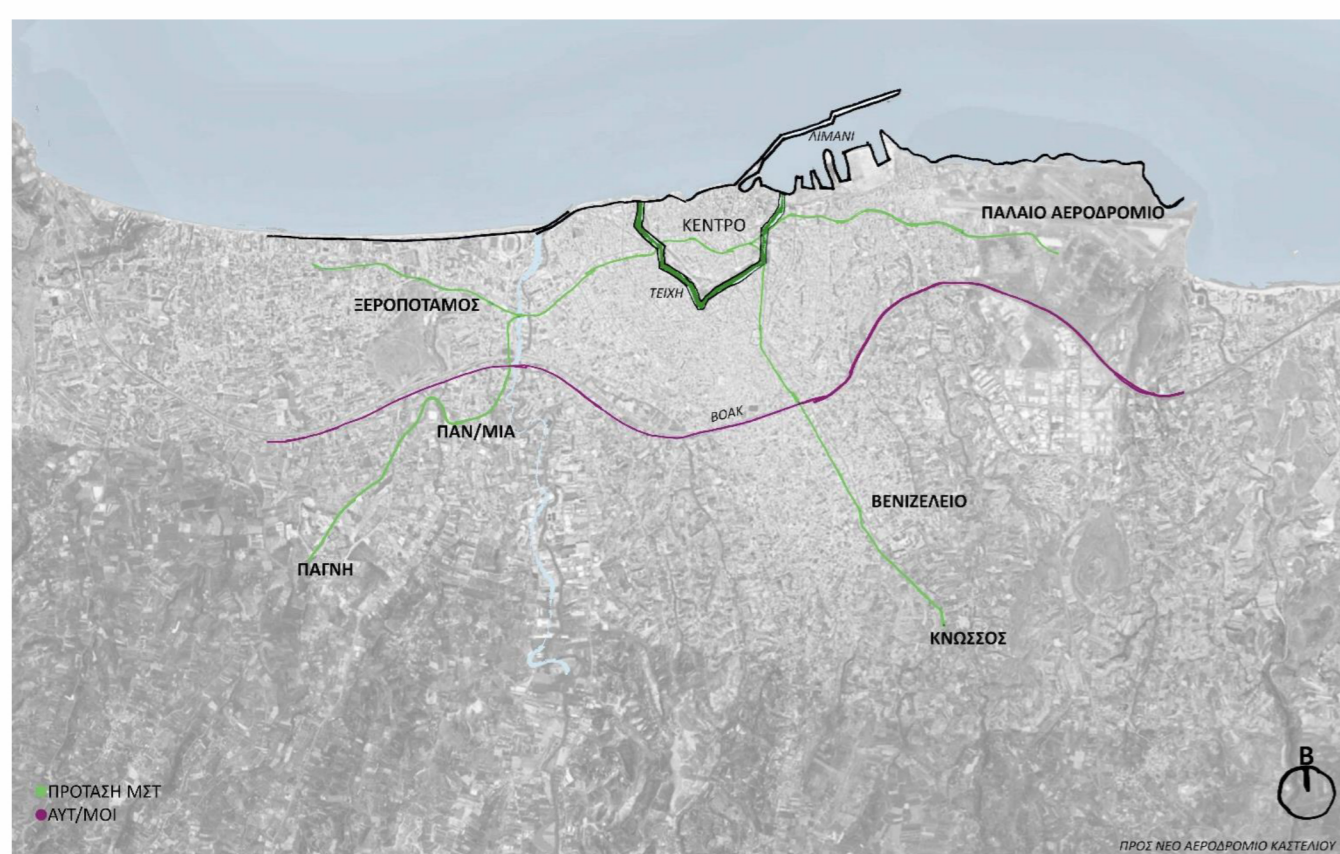 ΛΙΜΑΝΙ
ΠΑΛΑΙΟ ΑΕΡΟΔΡΟΜΙΟ
ΚΕΝΤΡΟ
ΤΕΙΧΗ
ΞΕΡΟΠΟΤΑΜΟΣ
ΒΟΑΚ
ΠΑΝ/ΜΙΑ
ΒΕΝΙΖΕΛΕΙΟ
ΠΑΓΝΗ
ΚΝΩΣΣΟΣ
Β
ΠΡΟΤΑΣΗ ΜΣΤ
ΑΥΤ/ΜΟΙ
ΠΡΟΣ ΝΕΟ ΑΕΡΟΔΡΟΜΙΟ ΚΑΣΤΕΛΙΟΥ